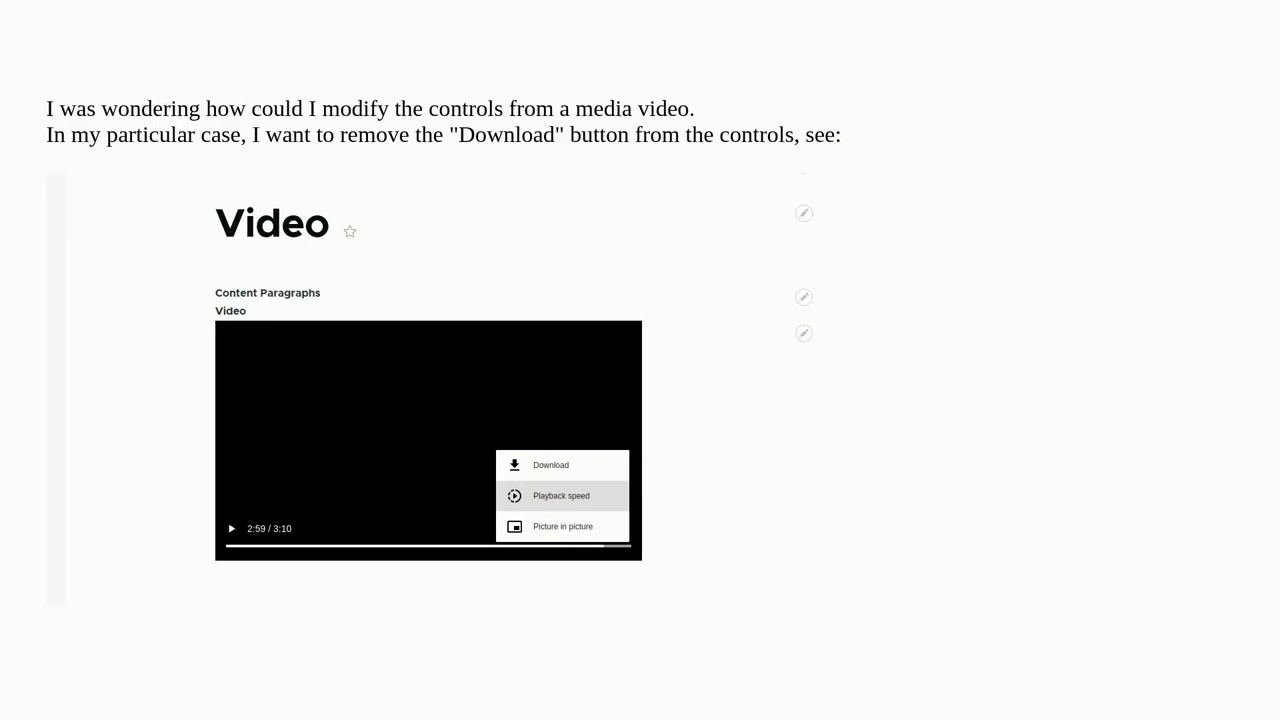 I was wondering how could I modify the controls from a media video.
In my particular case, I want to remove the "Download" button from the controls, see:
Video
Content Paragraphs
Video
Download
Playback speed
Picture in picture
2:59 / 3:10